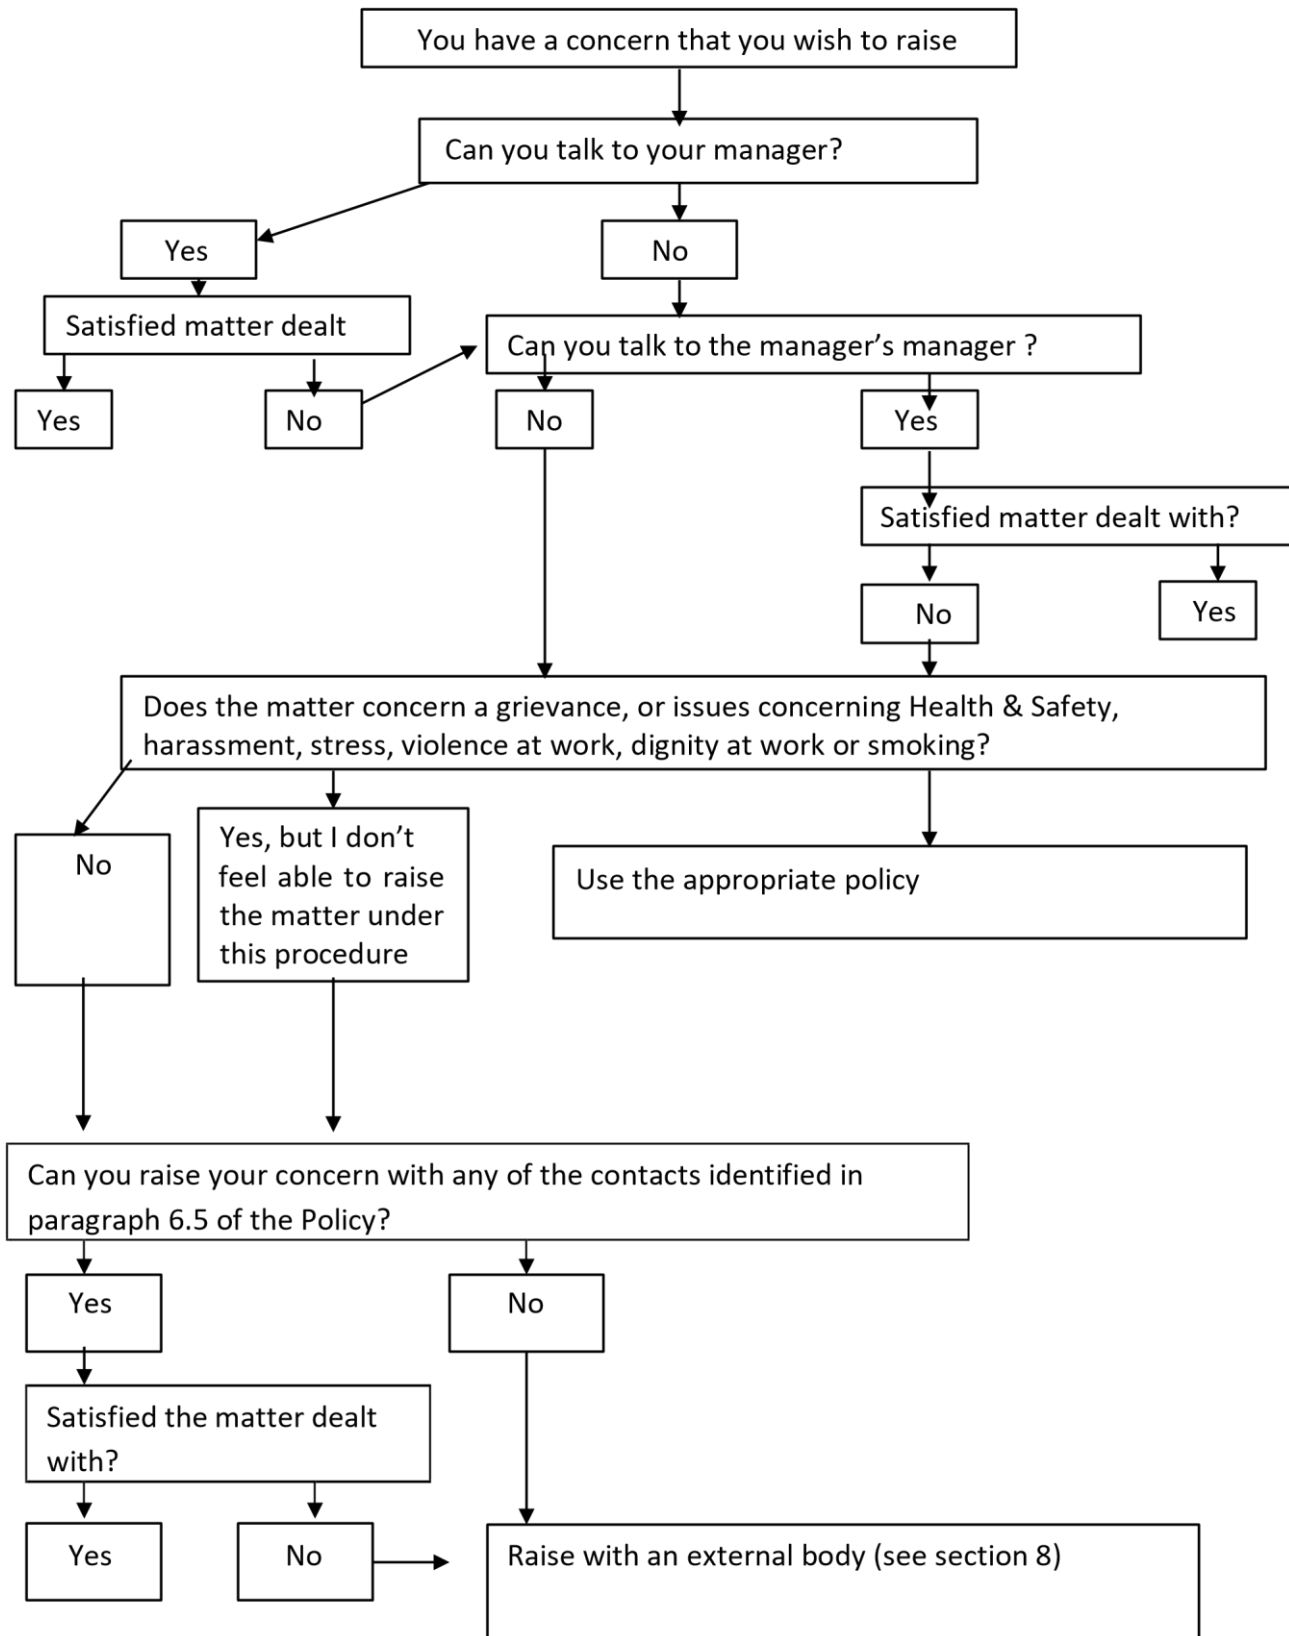 You have a concern that you wish to raise
Can you talk to your manager?
Yes
No
Satisfied matter dealt
Can you talk to the manager’s manager ?
Yes
No
No
Yes
Satisfied matter dealt with?
No
Yes
Does the matter concern a grievance, or issues concerning Health & Safety,
harassment, stress, violence at work, dignity at work or smoking?
No
Yes, but I don’t
feel able to raise
the matter under
this procedure
Use the appropriate policy
Can you raise your concern with any of the contacts identified in
paragraph 6.5 of the Policy?
Yes
No
Satisfied the matter dealt
with?
Yes
No
Raise with an external body (see section 8)